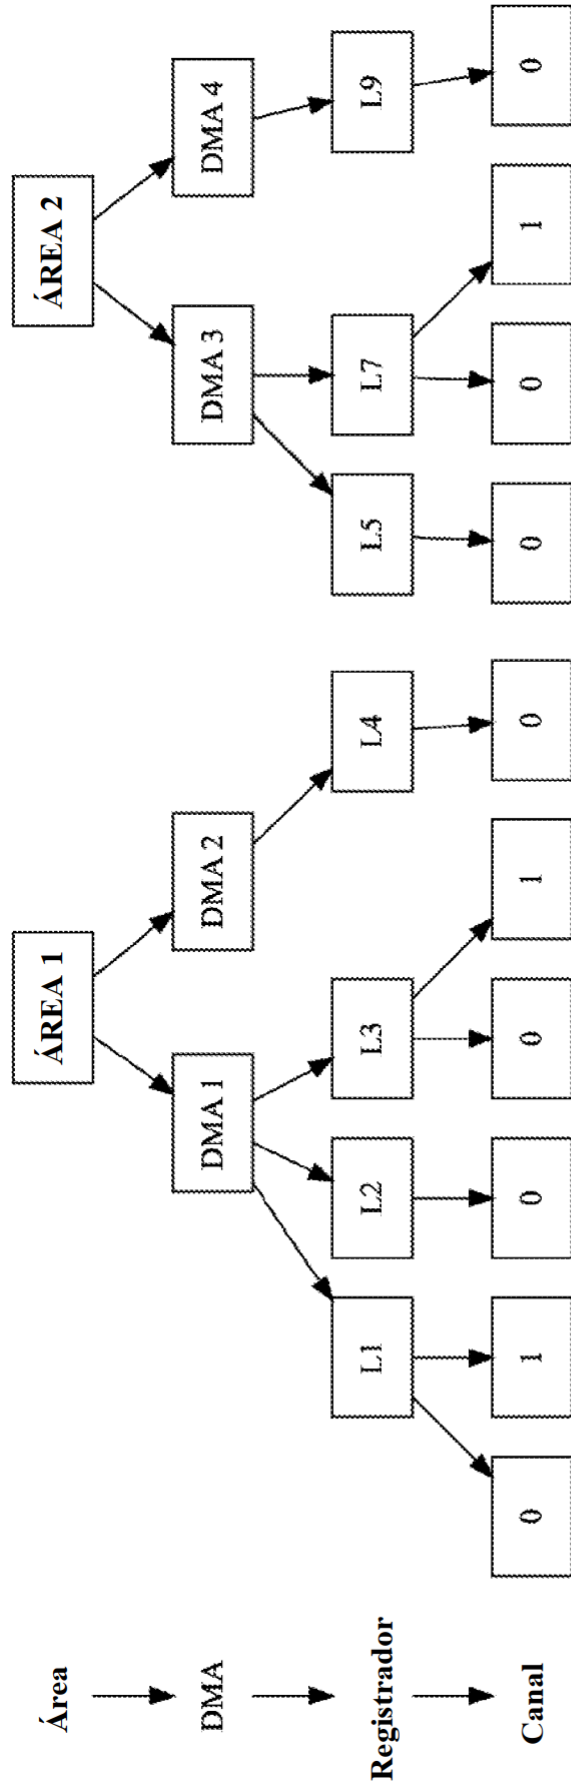 Área
DMA
Registrador
Canal
ÁREA 1
ÁREA 2
DMA 1
DMA 2
DMA 3
DMA 4
L1
L2
L3
L4
L5
L7
L9
0
1
0
0
1
0
0
0
1
0